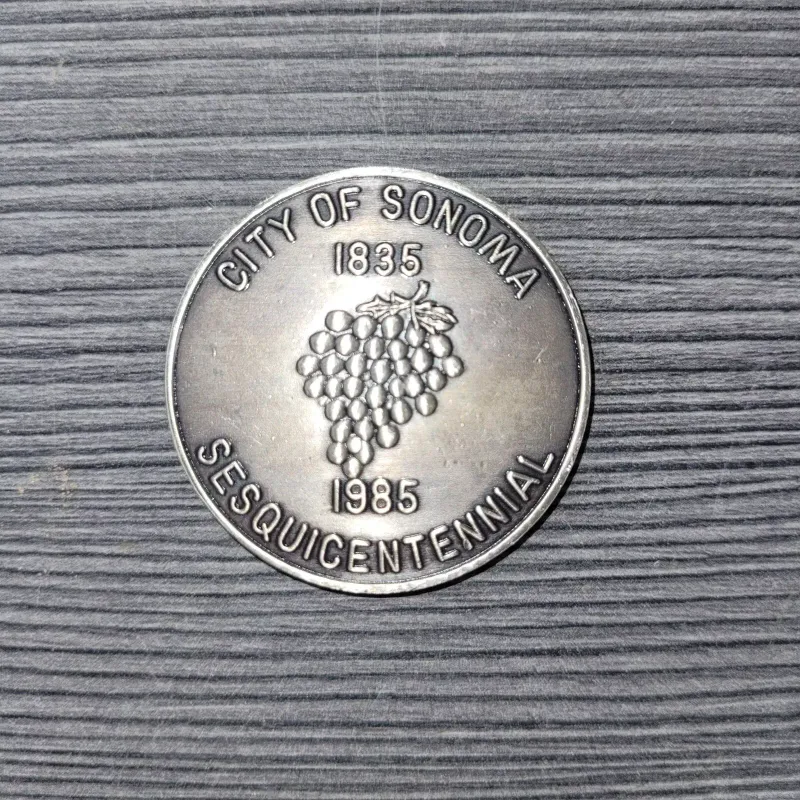 CITY OF SONOMA
1835
1985
SESQUICENTENNIAL